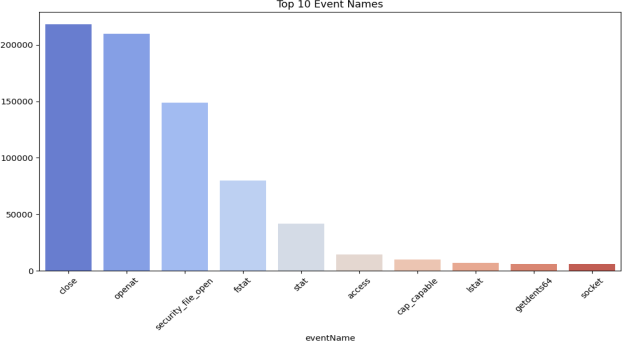 Top 10 Event Names
200000
150000
100000
50000
0
close
openat
security_file_open
fstat
stat
access
cap_capable
lstat
getdents64
socket
eventName